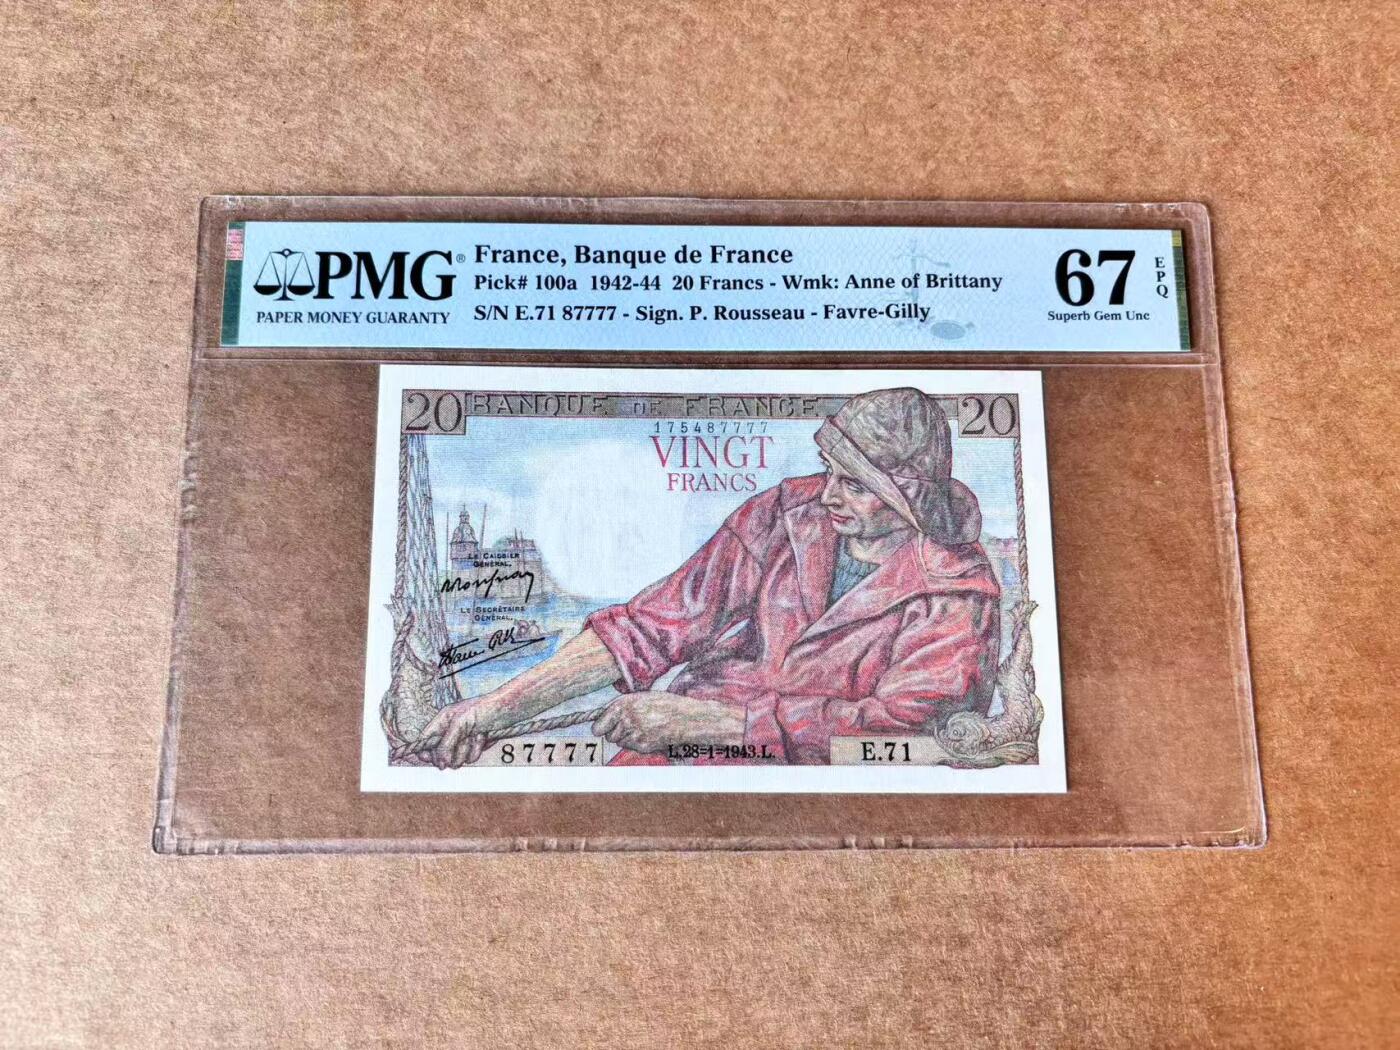 PMG®
PAPER MONEY GUARANTY
France, Banque de France
Pick# 100a 1942-44 20 Francs - Wmk: Anne of Brittany
S/N E.71 87777 - Sign. P. Rousseau - Favre-Gilly
67
EPQ
Superb Gem Unc
20 BANQUE DE FRANCE 20
175487777
VINGT
FRANCS
LE CAISSIER
GÉNÉRAL,
LE SECRÉTAIRE
GÉNÉRAL,
87777
L.28=1=1943.L.
E.71